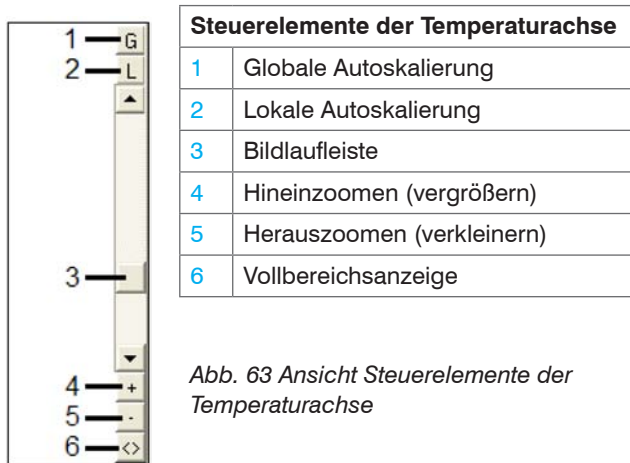 1 G
2 L
3
4 +
5 -
6 <>
Steuerelemente der Temperaturachse
1 Globale Autoskalierung
2 Lokale Autoskalierung
3 Bildlaufleiste
4 Hineinzoomen (vergrößern)
5 Herauszoomen (verkleinern)
6 Vollbereichsanzeige
Abb. 63 Ansicht Steuerelemente der
Temperaturachse